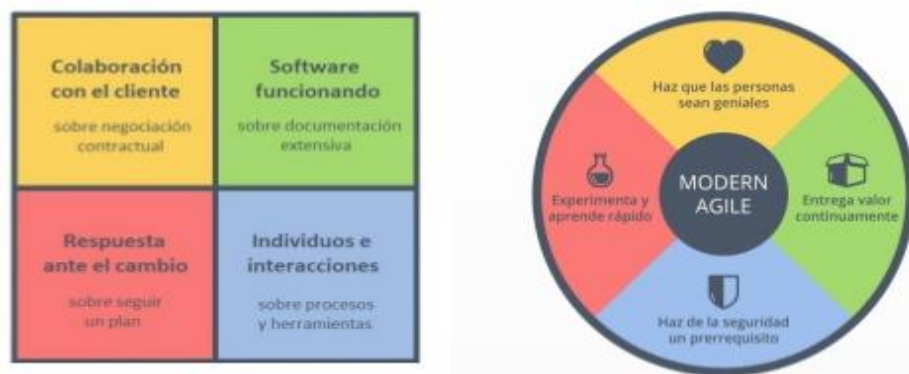 Colaboración
con el cliente
sobre negociación
contractual
Software
funcionando
sobre documentación
extensiva
Respuesta
ante el cambio
sobre seguir
un plan
Individuos e
interacciones
sobre procesos
y herramientas
Haz que las personas
sean geniales
Experimenta y
aprende rápido
MODERN
AGILE
Entrega valor
continuamente
Haz de la seguridad
un prerrequisito